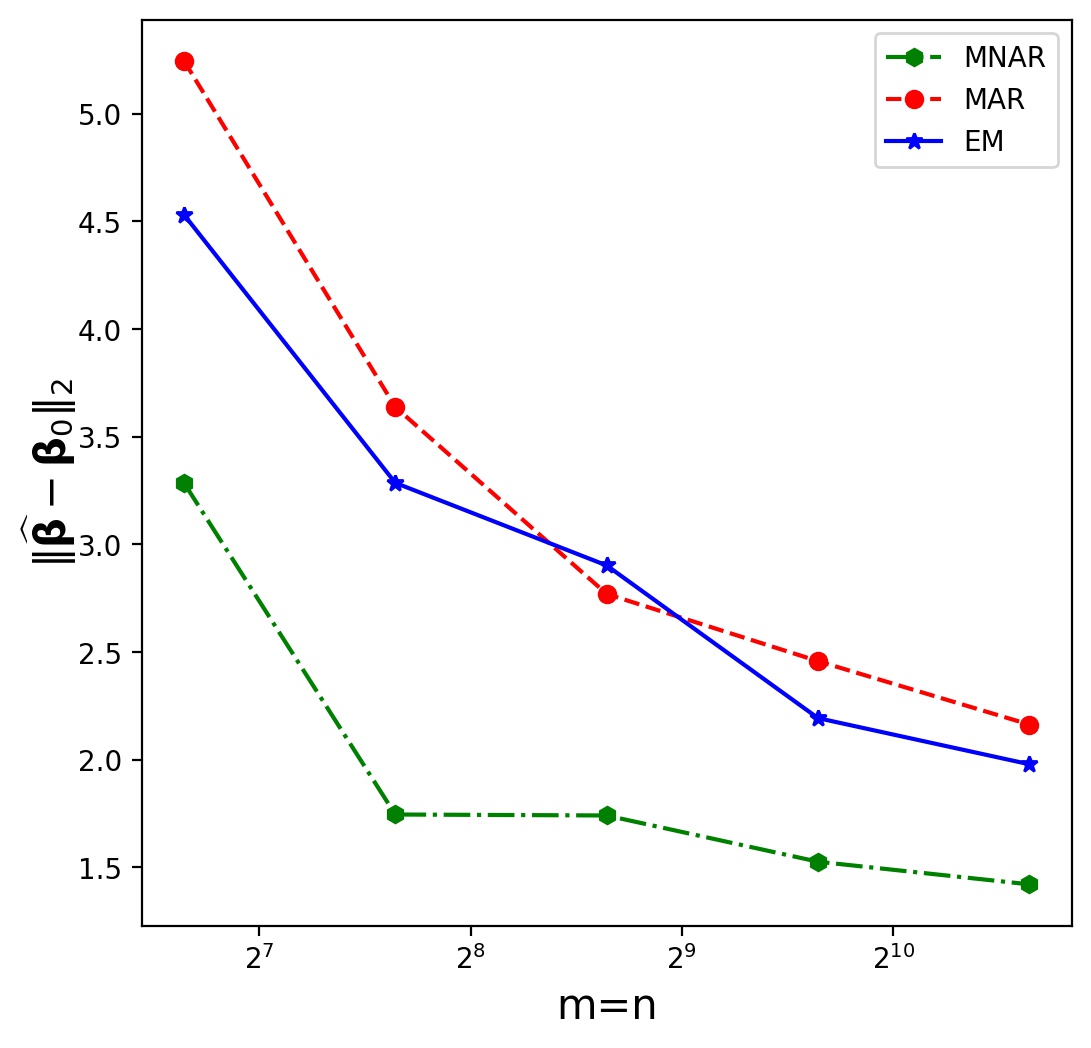 MNAR
MAR
EM
5.0
4.5
4.0
3.5
3.0
2.5
2.0
1.5
‖β̂ − β₀‖₂
2⁷ 2⁸ 2⁹ 2¹⁰
m=n